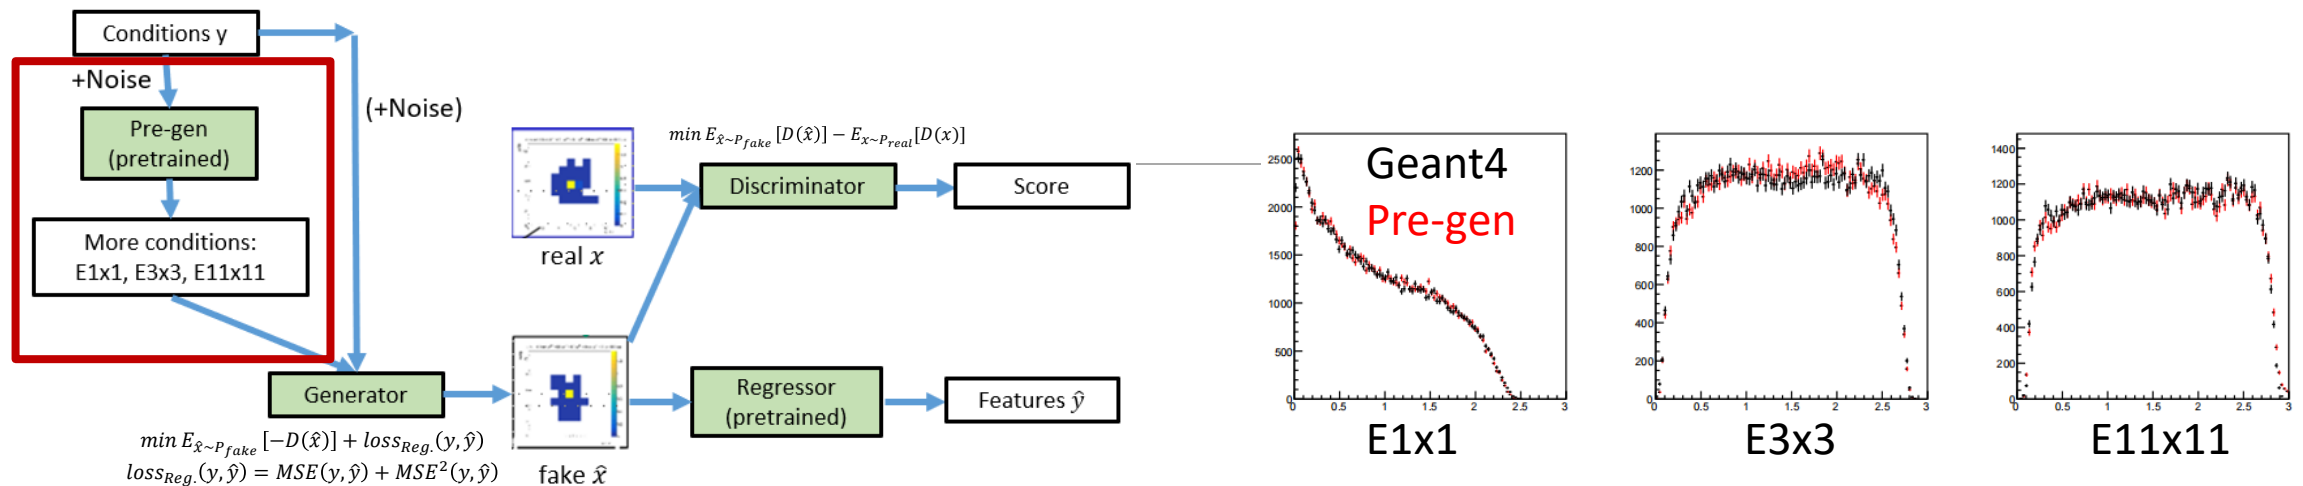 Conditions y
+Noise
(+Noise)
Pre-gen
(pretrained)
More conditions:
E1x1, E3x3, E11x11
Generator
min E_{x̂~P_fake}[−D(x̂)] + loss_{Reg.}(y, ŷ)
loss_{Reg.}(y, ŷ) = MSE(y, ŷ) + MSE²(y, ŷ)
real x
fake x̂
min E_{x̂~P_fake}[D(x̂)] − E_{x~P_real}[D(x)]
Discriminator
Score
Regressor
(pretrained)
Features ŷ
Geant4
Pre-gen
2500
2000
1500
1000
500
0
0 0.5 1 1.5 2 2.5 3
E1x1
1200
1000
800
600
400
200
0
0 0.5 1 1.5 2 2.5 3
E3x3
1400
1200
1000
800
600
400
200
0
0 0.5 1 1.5 2 2.5 3
E11x11